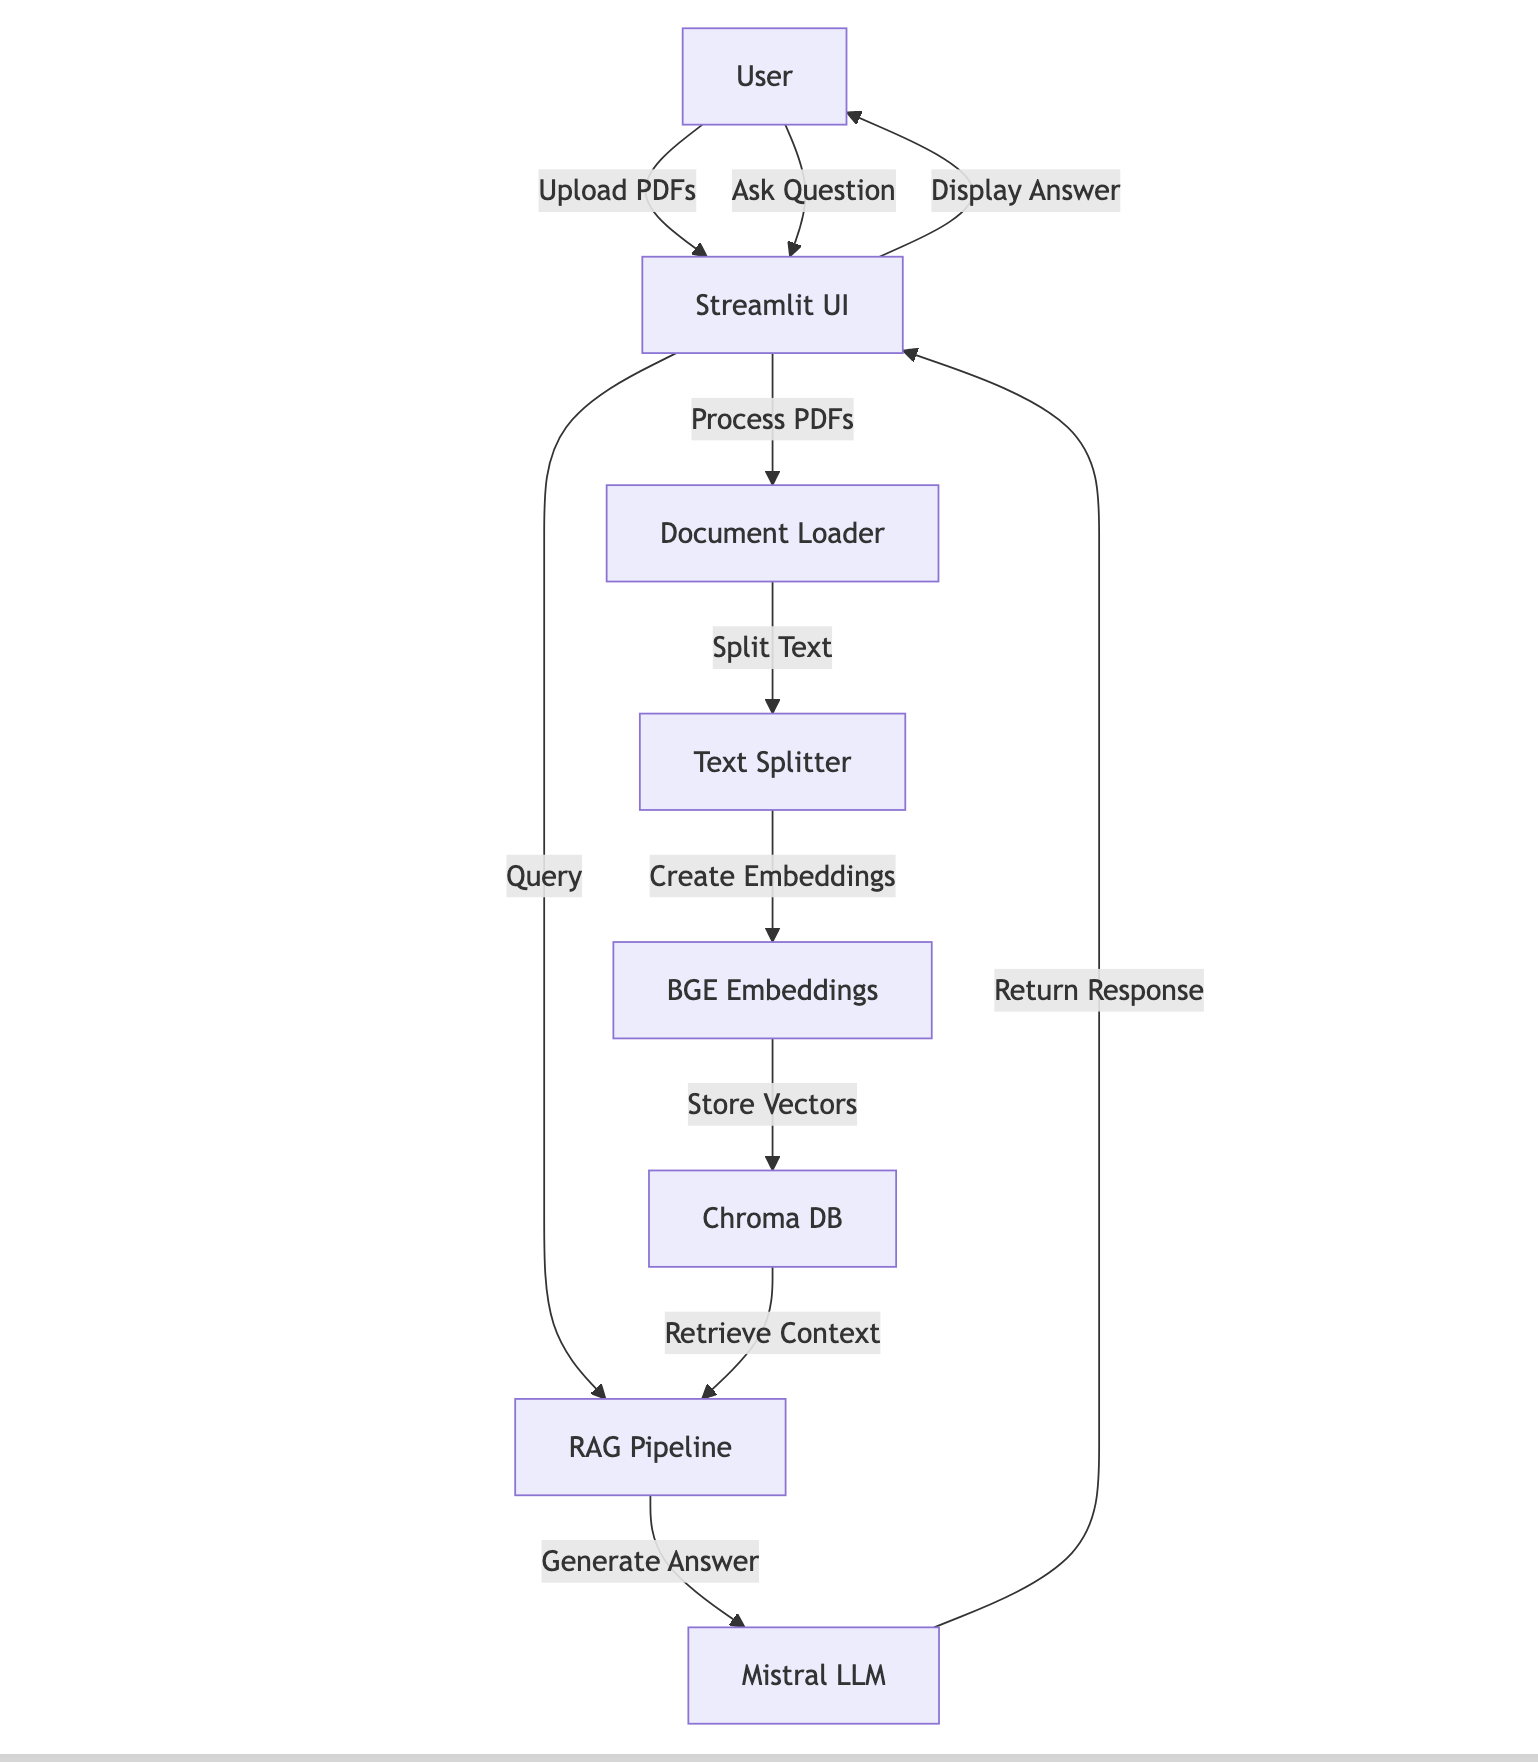 User
Upload PDFs
Ask Question
Display Answer
Streamlit UI
Process PDFs
Document Loader
Split Text
Text Splitter
Query
Create Embeddings
BGE Embeddings
Return Response
Store Vectors
Chroma DB
Retrieve Context
RAG Pipeline
Generate Answer
Mistral LLM